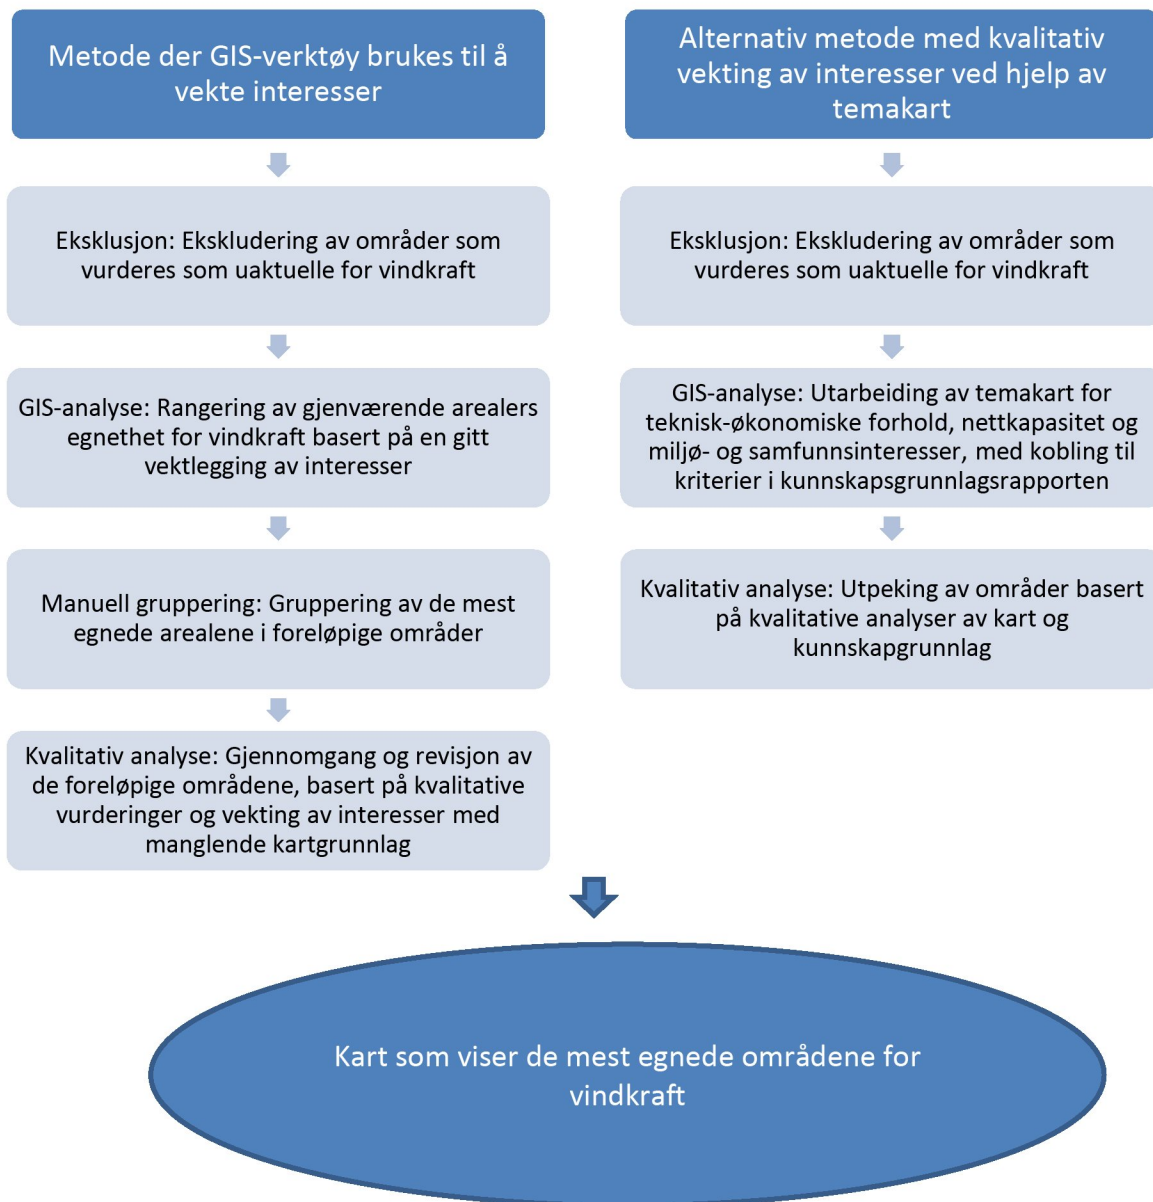 Metode der GIS-verktøy brukes til å
vekte interesser
Eksklusjon: Ekskludering av områder som
vurderes som uaktuelle for vindkraft
GIS-analyse: Rangering av gjenværende arealers
egnethet for vindkraft basert på en gitt
vektlegging av interesser
Manuell gruppering: Gruppering av de mest
egnede arealene i foreløpige områder
Kvalitativ analyse: Gjennomgang og revisjon av
de foreløpige områdene, basert på kvalitative
vurderinger og vekting av interesser med
manglende kartgrunnlag
Alternativ metode med kvalitativ
vekting av interesser ved hjelp av
temakart
Eksklusjon: Ekskludering av områder som
vurderes som uaktuelle for vindkraft
GIS-analyse: Utarbeiding av temakart for
teknisk-økonomiske forhold, nettkapasitet og
miljø- og samfunnsinteresser, med kobling til
kriterier i kunnskapsgrunnlagsrapporten
Kvalitativ analyse: Utpeking av områder basert
på kvalitative analyser av kart og
kunnskapgrunnlag
Kart som viser de mest egnede områdene for
vindkraft